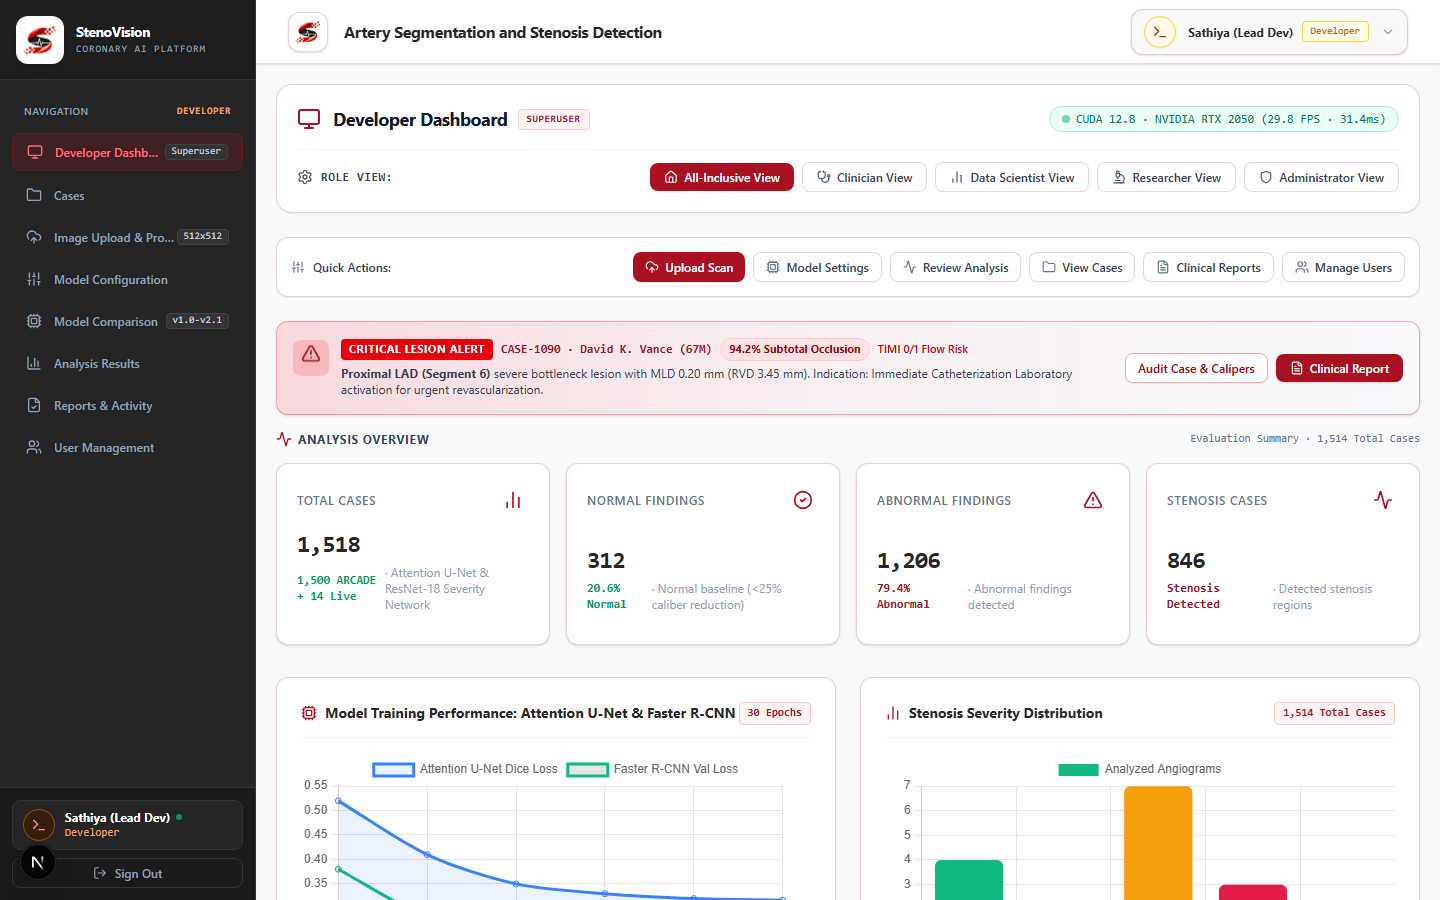 StenoVision
CORONARY AI PLATFORM
NAVIGATION
DEVELOPER
Developer Dashb...
Superuser
Cases
Image Upload & Pro...
512x512
Model Configuration
Model Comparison
v1.0-v2.1
Analysis Results
Reports & Activity
User Management
Sathiya (Lead Dev)
Developer
N
Sign Out
Artery Segmentation and Stenosis Detection
Sathiya (Lead Dev)
Developer
Developer Dashboard
SUPERUSER
CUDA 12.8 · NVIDIA RTX 2050 (29.8 FPS · 31.4ms)
ROLE VIEW:
All-Inclusive View
Clinician View
Data Scientist View
Researcher View
Administrator View
Quick Actions:
Upload Scan
Model Settings
Review Analysis
View Cases
Clinical Reports
Manage Users
CRITICAL LESION ALERT
CASE-1090 · David K. Vance (67M)
94.2% Subtotal Occlusion
TIMI 0/1 Flow Risk
Proximal LAD (Segment 6) severe bottleneck lesion with MLD 0.20 mm (RVD 3.45 mm). Indication: Immediate Catheterization Laboratory
activation for urgent revascularization.
Audit Case & Calipers
Clinical Report
ANALYSIS OVERVIEW
Evaluation Summary · 1,514 Total Cases
TOTAL CASES
1,518
1,500 ARCADE
+ 14 Live
· Attention U-Net &
ResNet-18 Severity
Network
NORMAL FINDINGS
312
20.6%
Normal
· Normal baseline (<25%
caliber reduction)
ABNORMAL FINDINGS
1,206
79.4%
Abnormal
· Abnormal findings
detected
STENOSIS CASES
846
Stenosis
Detected
· Detected stenosis
regions
Model Training Performance: Attention U-Net & Faster R-CNN
30 Epochs
Attention U-Net Dice Loss
Faster R-CNN Val Loss
0.55
0.50
0.45
0.40
0.35
Stenosis Severity Distribution
1,514 Total Cases
Analyzed Angiograms
7
6
5
4
3